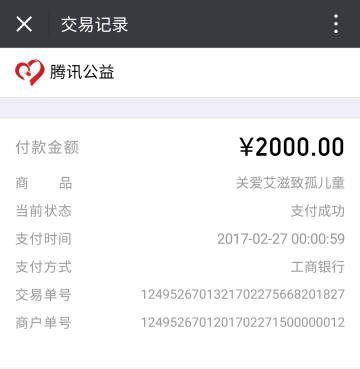 交易记录
腾讯公益
付款金额 ¥2000.00
商 品 关爱艾滋致孤儿童
当前状态 支付成功
支付时间 2017-02-27 00:00:59
支付方式 工商银行
交易单号 1249526701321702275668201827
商户单号 1249526701201702271500000012